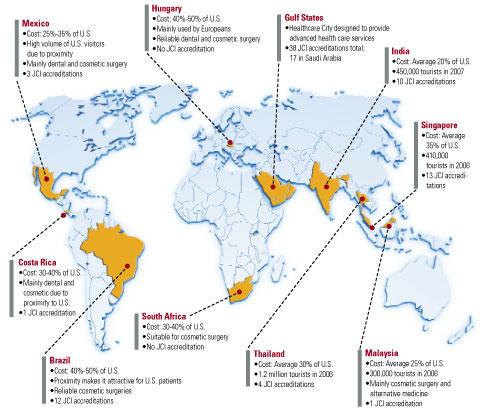 Mexico
•Cost: 25%-35% of U.S.
•High volume of U.S. visitors
due to proximity
•Mainly dental and cosmetic surgery
•3 JCI accreditations
Hungary
•Cost: 40%-50% of U.S.
•Mainly used by Europeans
•Reliable dental and cosmetic surgery
•No JCI accreditation
Gulf States
•Healthcare City designed to provide
advanced health care services
•38 JCI accreditations total;
17 in Saudi Arabia
India
•Cost: Average 20% of U.S.
•450,000 tourists in 2007
•10 JCI accreditations
Singapore
•Cost: Average
35% of U.S.
•410,000
tourists in 2006
•13 JCI accredi-
tations
Costa Rica
•Cost: 30-40% of U.S.
•Mainly dental and
cosmetic due to
proximity to U.S.
•1 JCI accreditation
Brazil
•Cost: 40%-50% of U.S.
•Proximity makes it attractive for U.S. patients
•Reliable cosmetic surgeries
•12 JCI accreditations
South Africa
•Cost: 30-40% of U.S.
•Suitable for cosmetic surgery
•No JCI accreditation
Thailand
•Cost: Average 30% of U.S.
•1.2 million tourists in 2006
•4 JCI accreditations
Malaysia
•Cost: Average 25% of U.S.
•300,000 tourists in 2006
•Mainly cosmetic surgery and
alternative medicine
•1 JCI accreditation